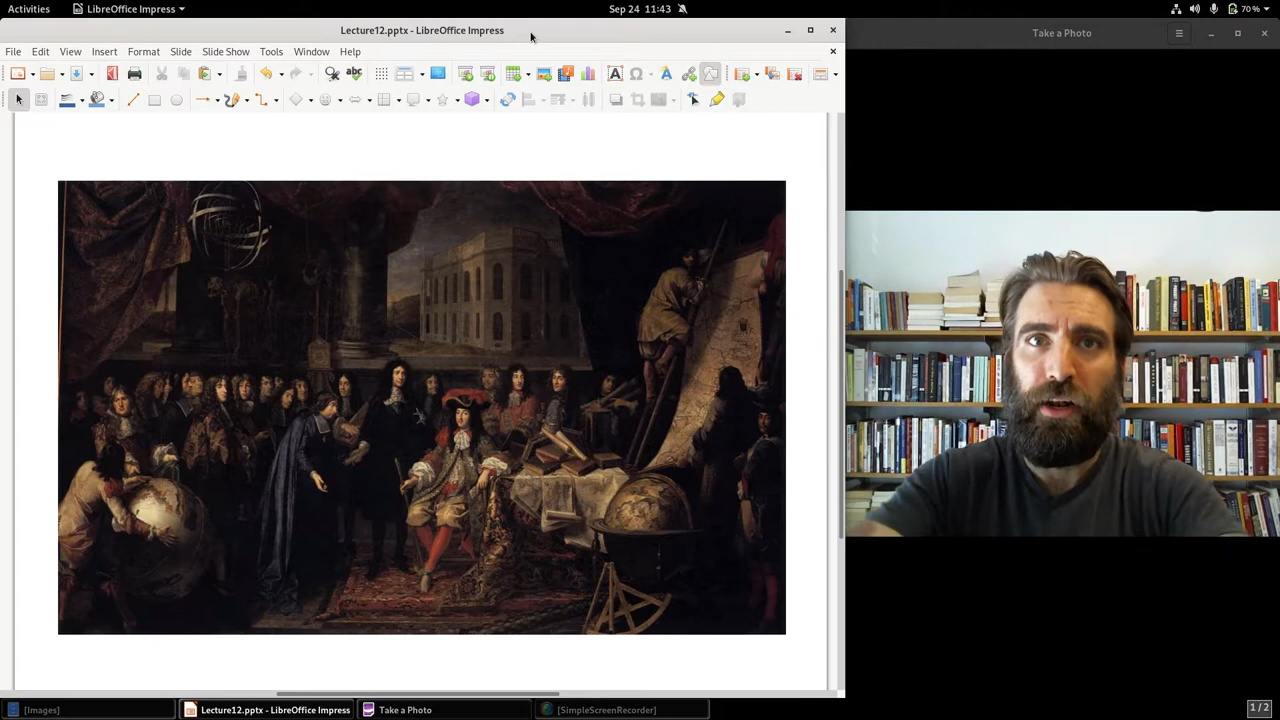 Activities LibreOffice Impress Sep 24 11:43 70%
Lecture12.pptx - LibreOffice Impress
Take a Photo
File Edit View Insert Format Slide Slide Show Tools Window Help
[Images] Lecture12.pptx - LibreOffice Impress Take a Photo [SimpleScreenRecorder] 1/2